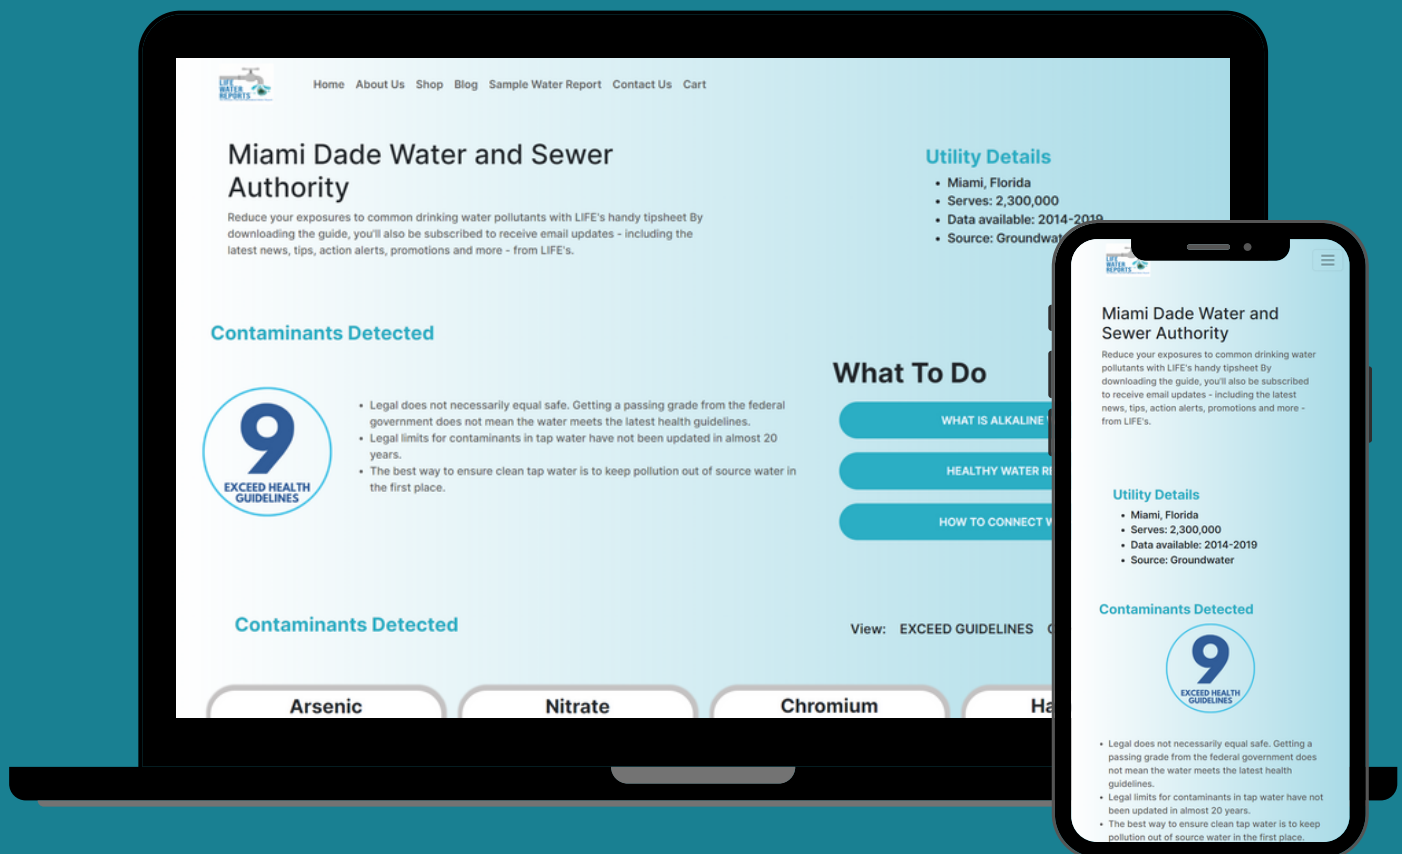 LIFE
WATER
REPORTS
Home About Us Shop Blog Sample Water Report Contact Us Cart
Miami Dade Water and Sewer
Authority
Reduce your exposures to common drinking water pollutants with LIFE's handy tipsheet By
downloading the guide, you'll also be subscribed to receive email updates - including the
latest news, tips, action alerts, promotions and more - from LIFE's.
Utility Details
• Miami, Florida
• Serves: 2,300,000
• Data available: 2014-2019
• Source: Groundwat
Contaminants Detected
9
EXCEED HEALTH
GUIDELINES
• Legal does not necessarily equal safe. Getting a passing grade from the federal
government does not mean the water meets the latest health guidelines.
• Legal limits for contaminants in tap water have not been updated in almost 20
years.
• The best way to ensure clean tap water is to keep pollution out of source water in
the first place.
What To Do
WHAT IS ALKALINE
HEALTHY WATER
HOW TO CONNECT
Contaminants Detected
View: EXCEED GUIDELINES
Arsenic
Nitrate
Chromium
Ha
LIFE
WATER
REPORTS
Miami Dade Water and
Sewer Authority
Reduce your exposures to common drinking water
pollutants with LIFE's handy tipsheet By
downloading the guide, you'll also be subscribed
to receive email updates - including the latest
news, tips, action alerts, promotions and more -
from LIFE's.
Utility Details
• Miami, Florida
• Serves: 2,300,000
• Data available: 2014-2019
• Source: Groundwater
Contaminants Detected
9
EXCEED HEALTH
GUIDELINES
• Legal does not necessarily equal safe. Getting a
passing grade from the federal government does
not mean the water meets the latest health
guidelines.
• Legal limits for contaminants in tap water have not
been updated in almost 20 years.
• The best way to ensure clean tap water is to keep
pollution out of source water in the first place.